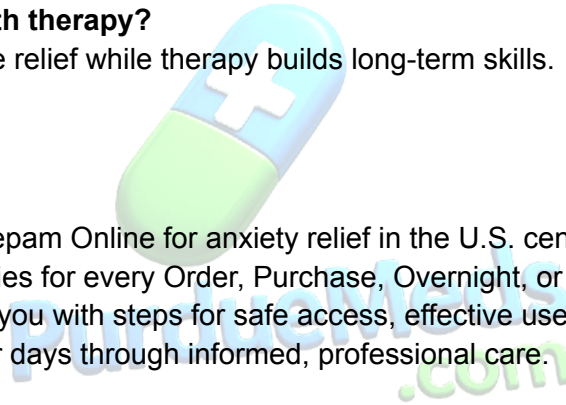 th therapy?
e relief while therapy builds long-term skills.
epam Online for anxiety relief in the U.S. cen
ies for every Order, Purchase, Overnight, or
you with steps for safe access, effective use
r days through informed, professional care.
PurdueMeds
.com